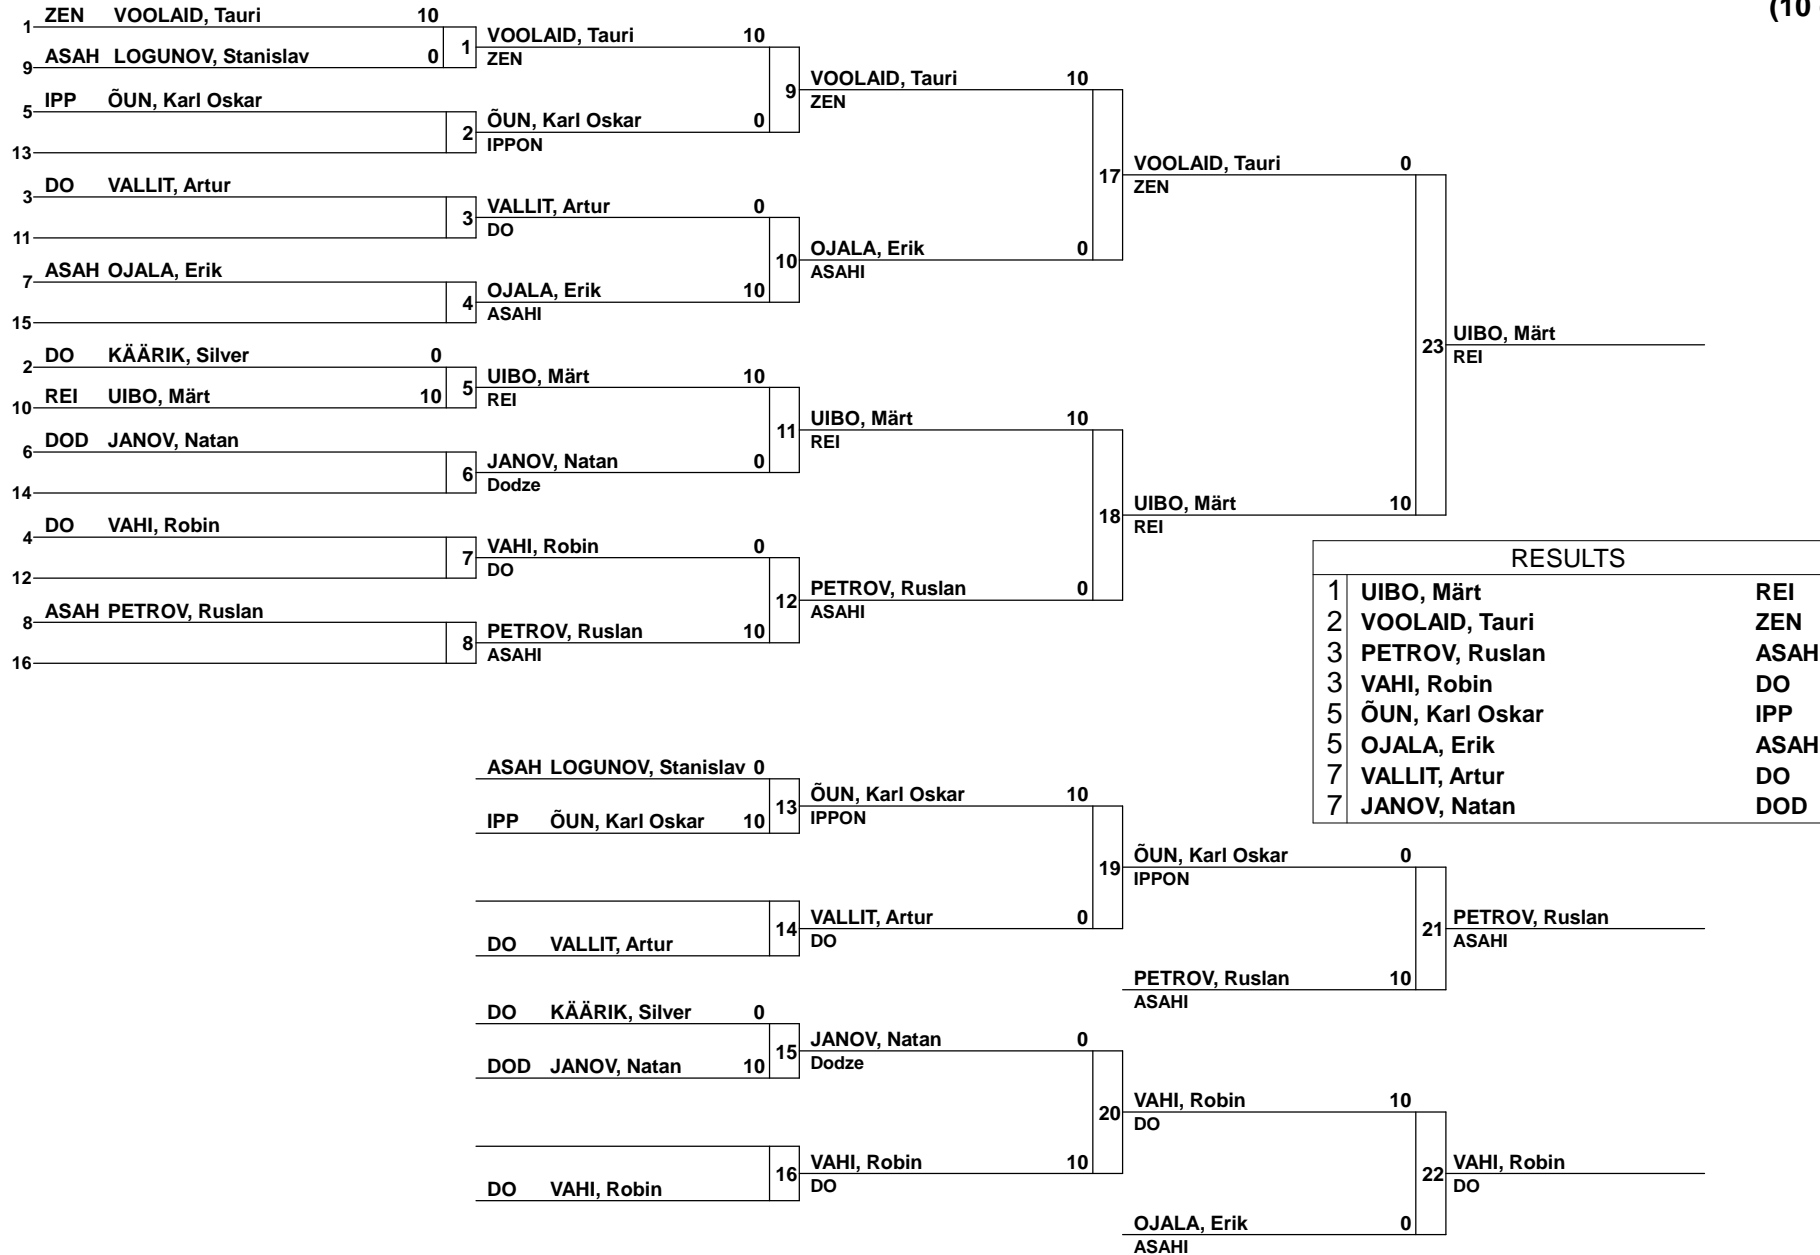 (10
1 ZEN VOOLAID, Tauri 10
9 ASAH LOGUNOV, Stanislav 0
1
VOOLAID, Tauri 10
ZEN
5 IPP ÕUN, Karl Oskar
13
2
ÕUN, Karl Oskar 0
IPPON
9
VOOLAID, Tauri 10
ZEN
3 DO VALLIT, Artur
11
3
VALLIT, Artur 0
DO
7 ASAH OJALA, Erik
15
4
OJALA, Erik 10
ASAHI
10
OJALA, Erik 0
ASAHI
17
VOOLAID, Tauri 0
ZEN
2 DO KÄÄRIK, Silver 0
10 REI UIBO, Märt 10
5
UIBO, Märt 10
REI
6 DOD JANOV, Natan
14
6
JANOV, Natan 0
Dodze
11
UIBO, Märt 10
REI
4 DO VAHI, Robin
12
7
VAHI, Robin 0
DO
8 ASAH PETROV, Ruslan
16
8
PETROV, Ruslan 10
ASAHI
12
PETROV, Ruslan 0
ASAHI
18
UIBO, Märt 10
REI
23
UIBO, Märt
REI
RESULTS
1 UIBO, Märt REI
2 VOOLAID, Tauri ZEN
3 PETROV, Ruslan ASAH
3 VAHI, Robin DO
5 ÕUN, Karl Oskar IPP
5 OJALA, Erik ASAH
7 VALLIT, Artur DO
7 JANOV, Natan DOD
ASAH LOGUNOV, Stanislav 0
IPP ÕUN, Karl Oskar 10
13
ÕUN, Karl Oskar 10
IPPON
DO VALLIT, Artur
14
VALLIT, Artur 0
DO
19
ÕUN, Karl Oskar 0
IPPON
PETROV, Ruslan 10
ASAHI
21
PETROV, Ruslan
ASAHI
DO KÄÄRIK, Silver 0
DOD JANOV, Natan 10
15
JANOV, Natan 0
Dodze
DO VAHI, Robin
16
VAHI, Robin 10
DO
20
VAHI, Robin 10
DO
OJALA, Erik 0
ASAHI
22
VAHI, Robin
DO